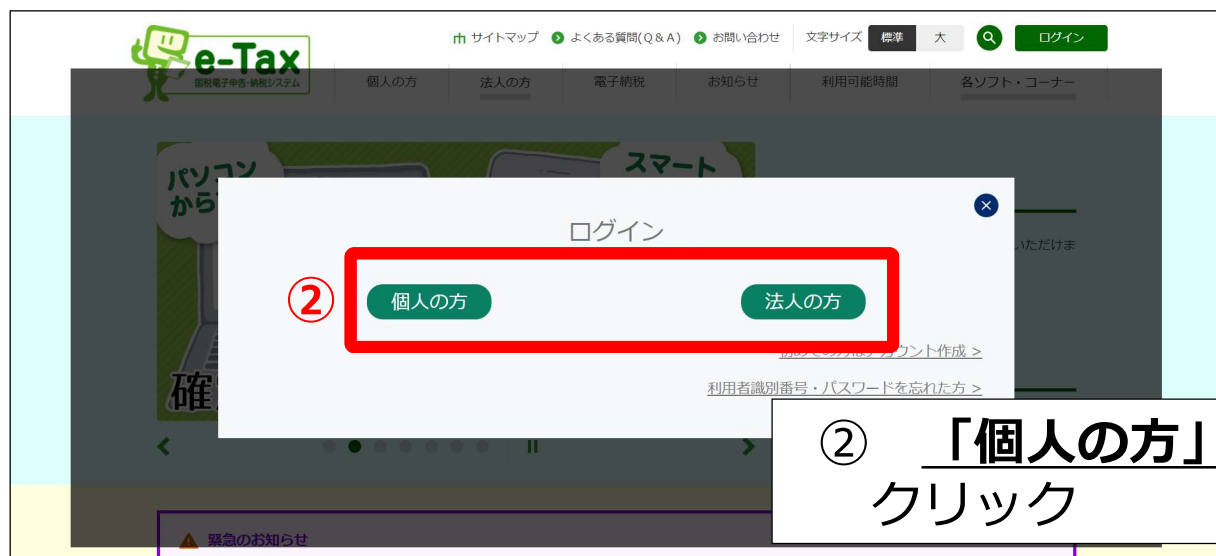 サイトマップ よくある質問(Q&A) お問い合わせ 文字サイズ 標準 大 ログイン
e-Tax
国税電子申告・納税システム
個人の方 法人の方 電子納税 お知らせ 利用可能時間 各ソフト・コーナー
パソコン
から
スマート
ログイン
いただけま
② 個人の方 法人の方
初めての方はアカウント作成 >
利用者識別番号・パスワードを忘れた方 >
確
② 「個人の方」
クリック
緊急のお知らせ